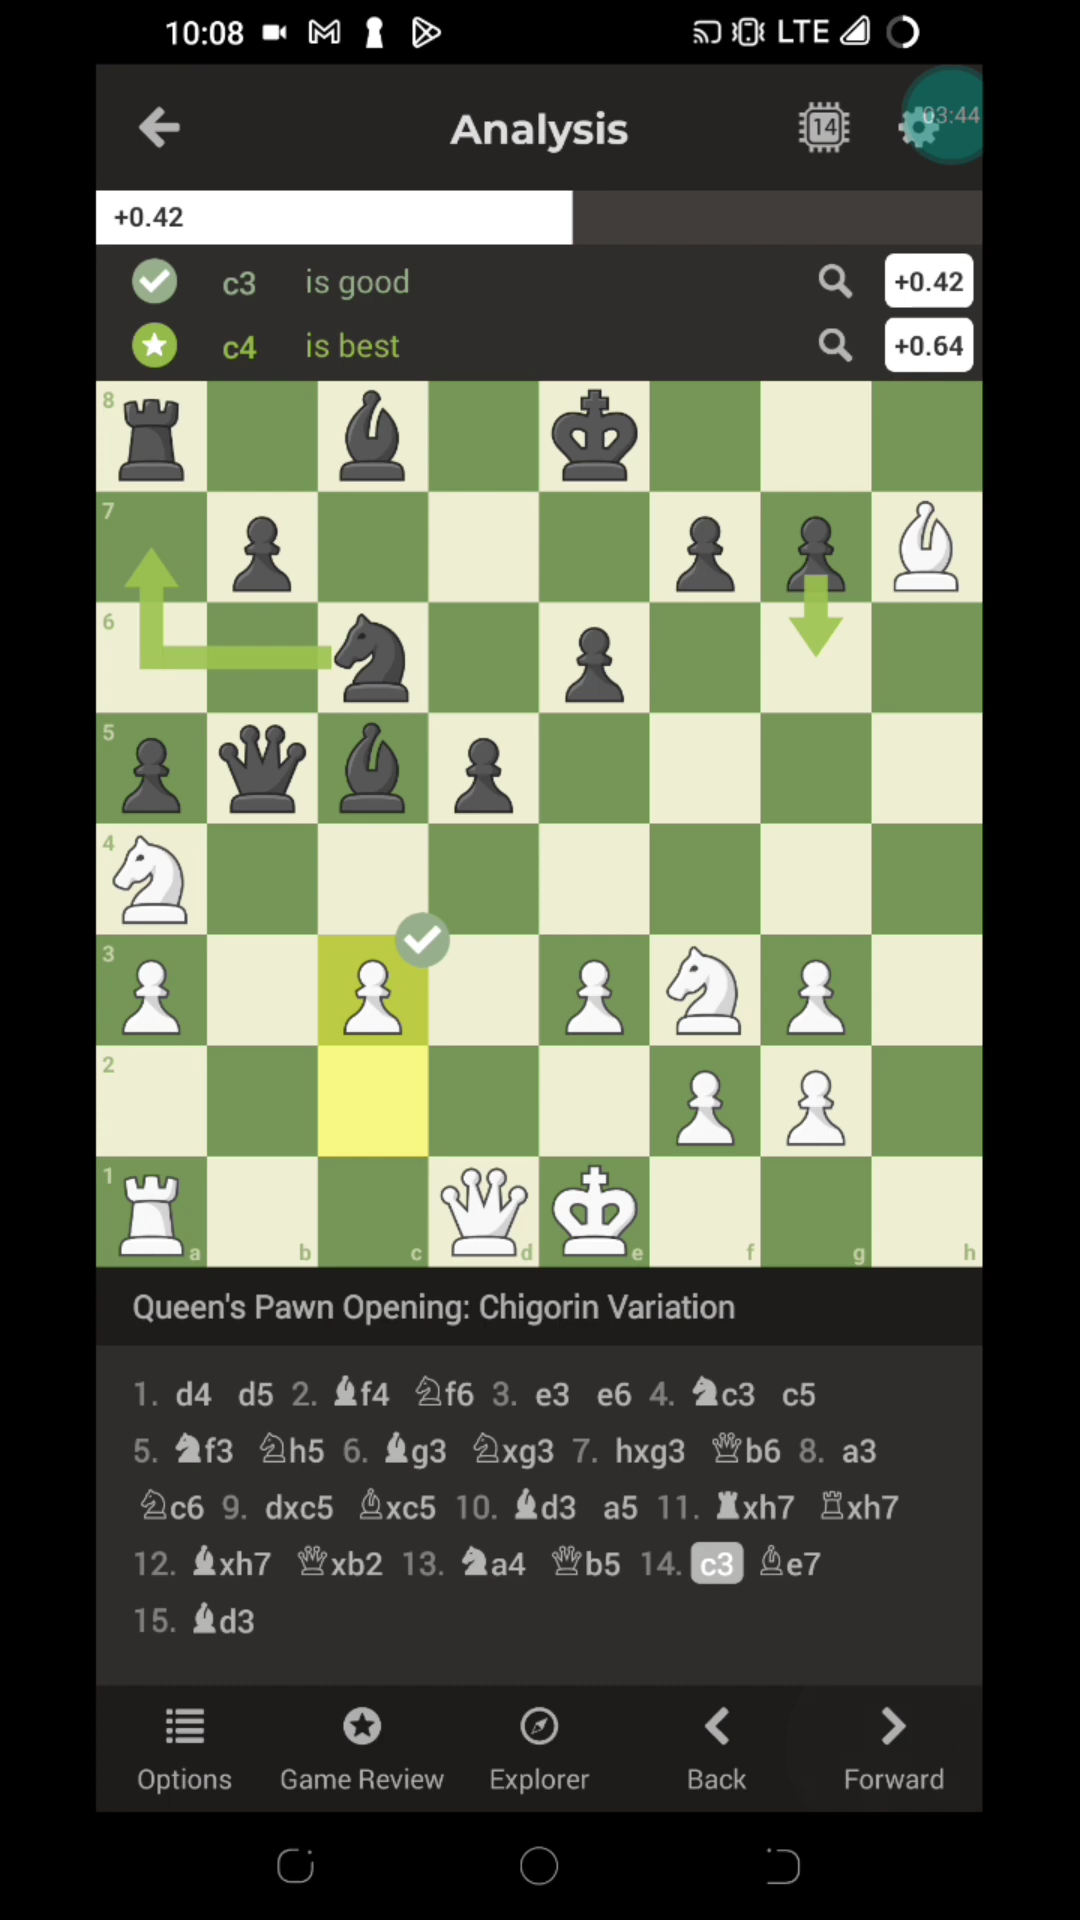 10:08 LTE
Analysis 14 03:44
+0.42
c3 is good +0.42
c4 is best +0.64
8
7
6
5
4
3
2
1 a b c d e f g h
Queen's Pawn Opening: Chigorin Variation
1. d4 d5 2. ♝f4 ♘f6 3. e3 e6 4. ♞c3 c5
5. ♞f3 ♘h5 6. ♝g3 ♘xg3 7. hxg3 ♕b6 8. a3
♘c6 9. dxc5 ♗xc5 10. ♝d3 a5 11. ♜xh7 ♖xh7
12. ♝xh7 ♕xb2 13. ♞a4 ♕b5 14. c3 ♗e7
15. ♝d3
Options Game Review Explorer Back Forward